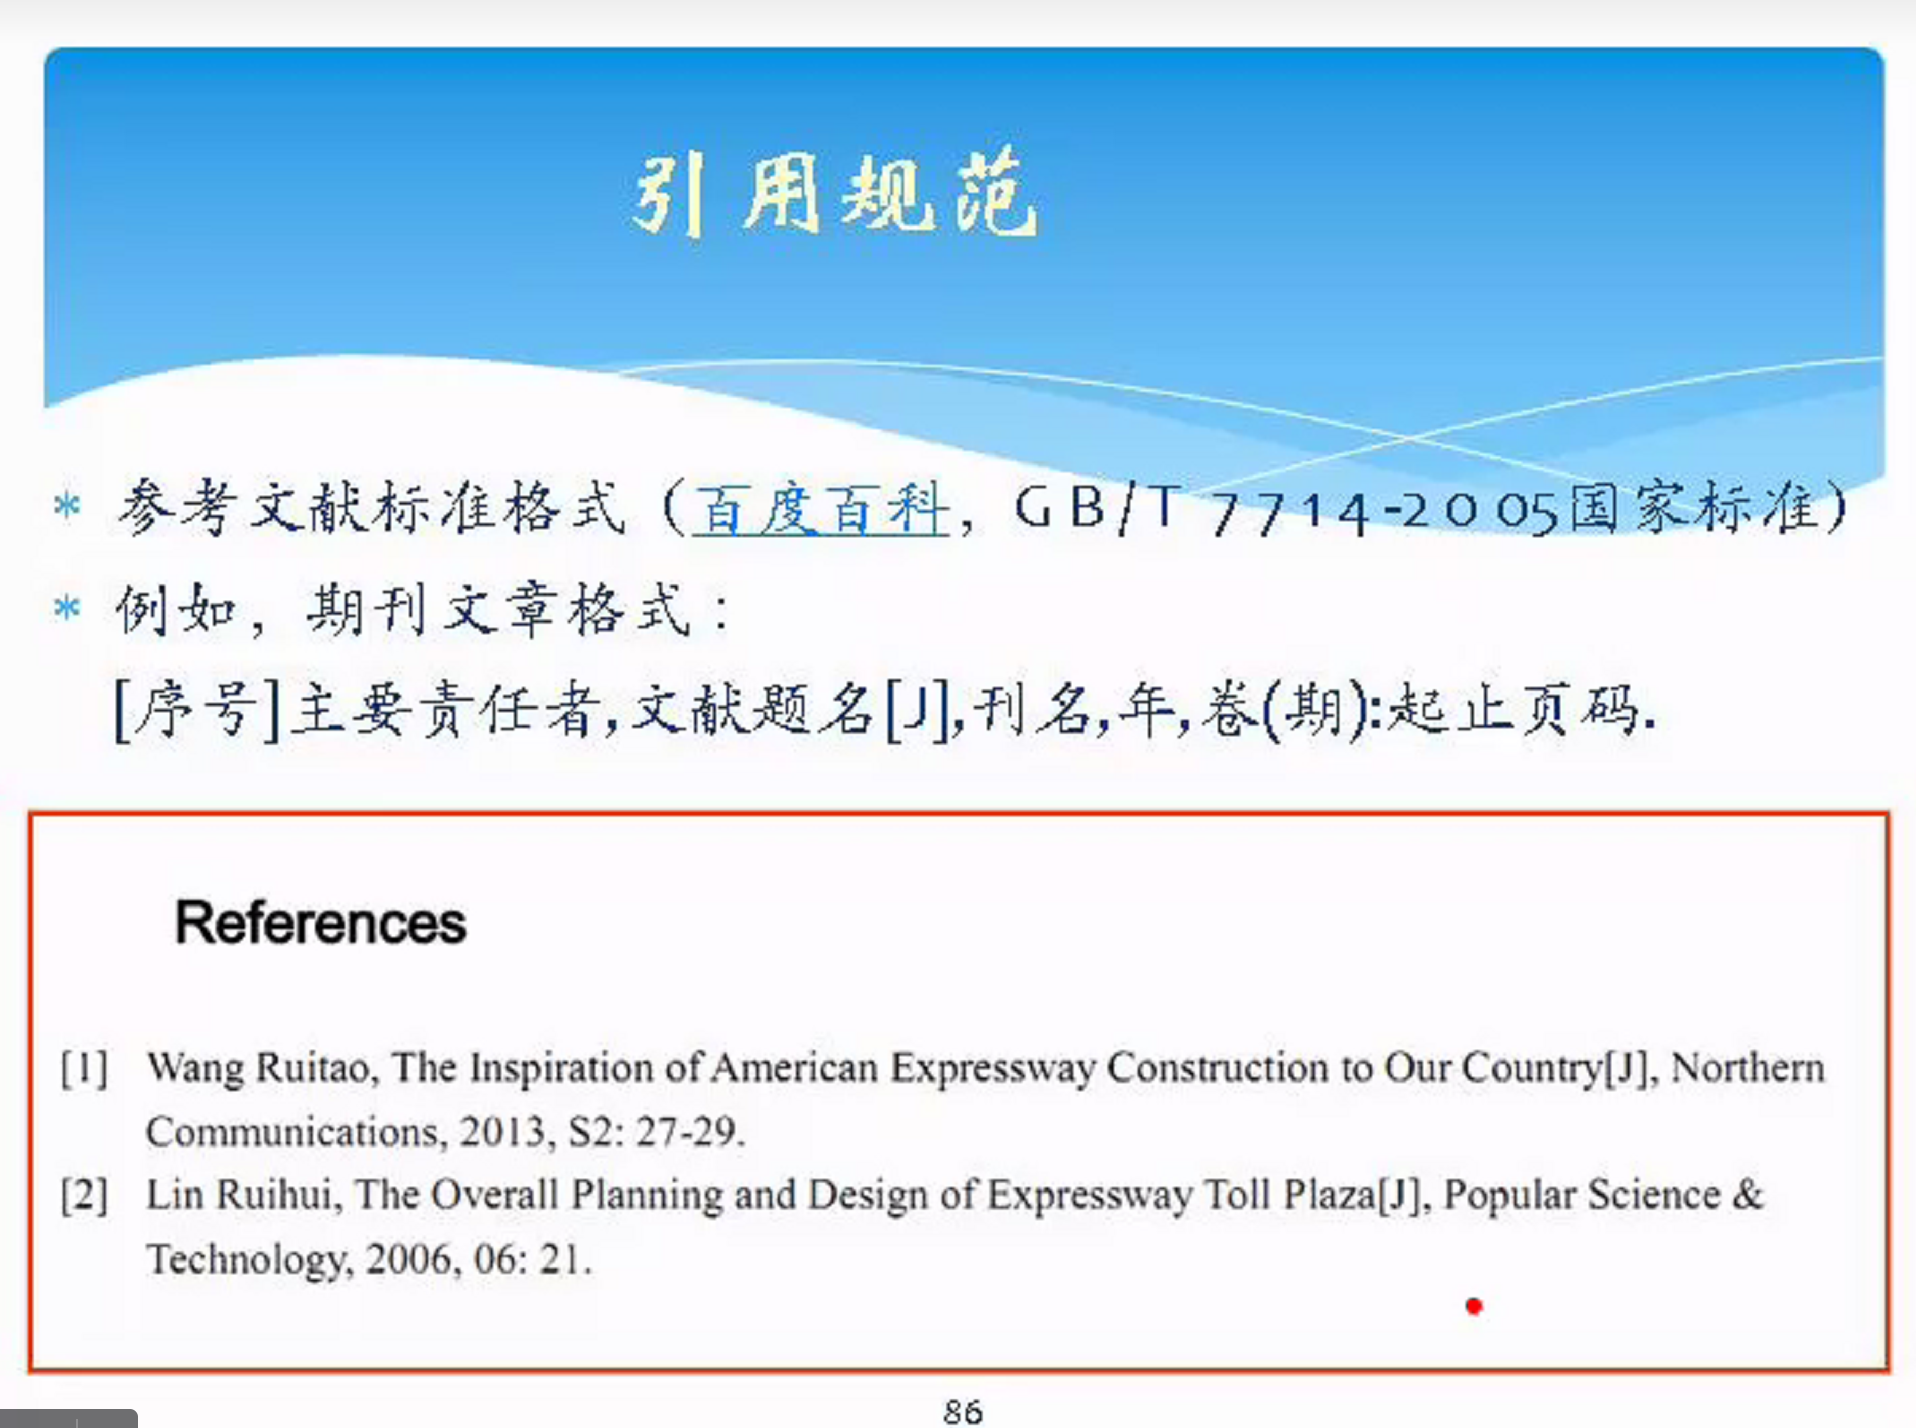 引用规范
* 参考文献标准格式（百度百科，GB/T 7714-2005国家标准）
* 例如，期刊文章格式：
[序号]主要责任者,文献题名[J],刊名,年,卷(期):起止页码.
References
[1] Wang Ruitao, The Inspiration of American Expressway Construction to Our Country[J], Northern
Communications, 2013, S2: 27-29.
[2] Lin Ruihui, The Overall Planning and Design of Expressway Toll Plaza[J], Popular Science &
Technology, 2006, 06: 21.
86